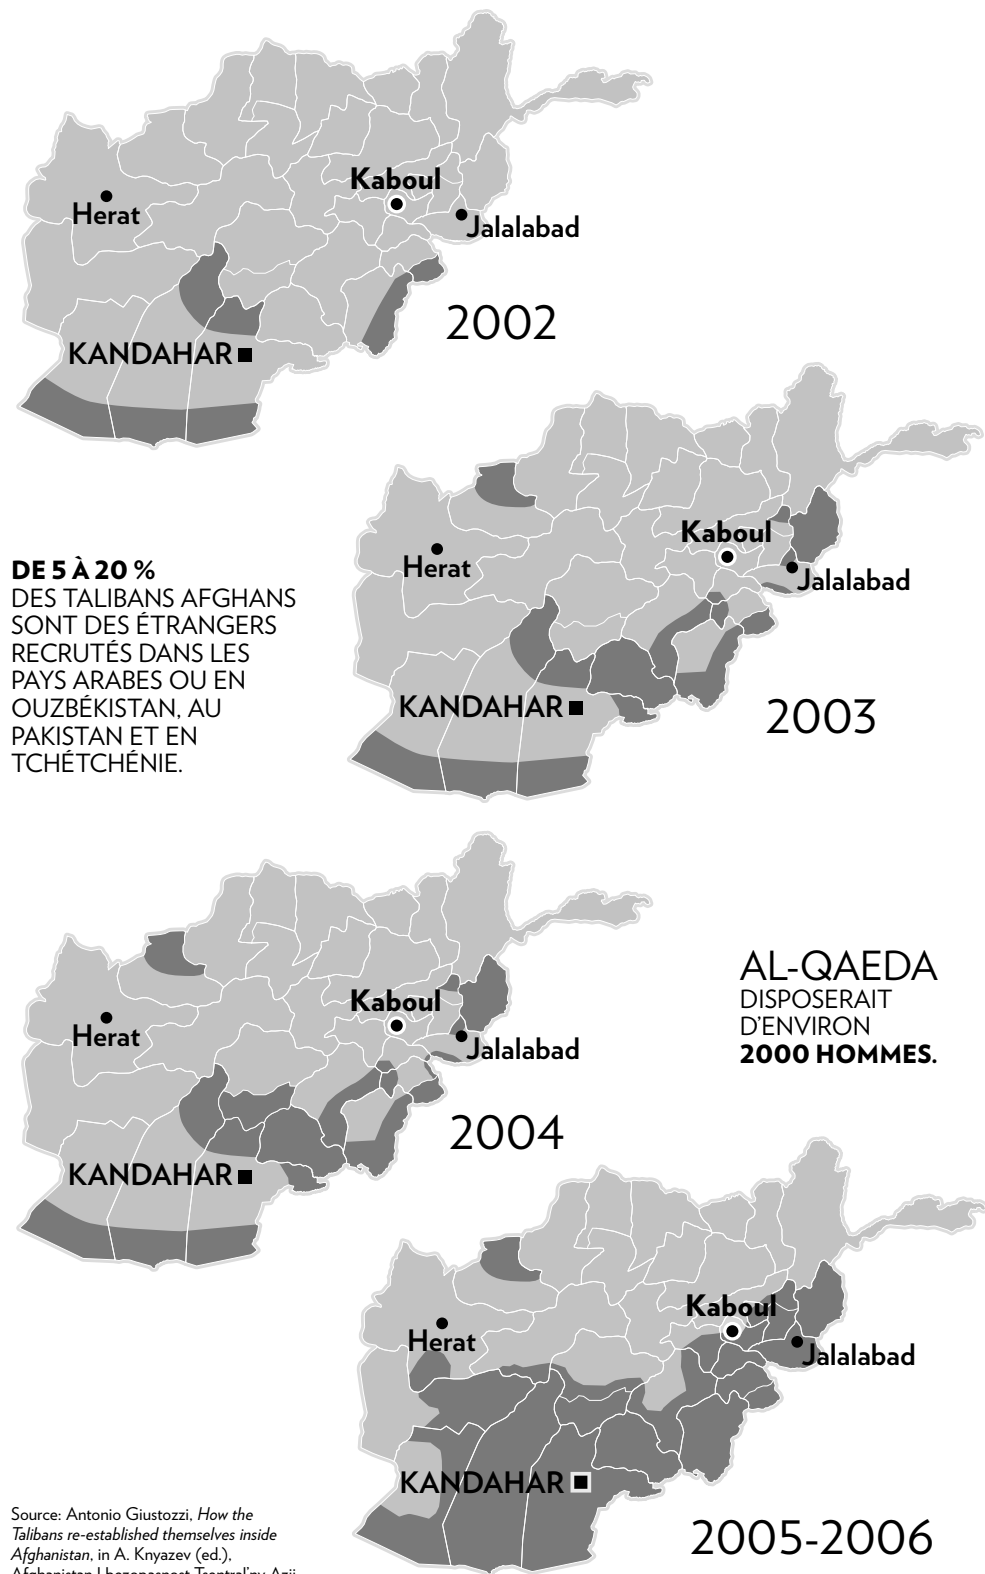 Kaboul
Herat
Jalalabad
2002
KANDAHAR
Kaboul
Herat
Jalalabad
DE 5 À 20 %
DES TALIBANS AFGHANS
SONT DES ÉTRANGERS
RECRUTÉS DANS LES
PAYS ARABES OU EN
OUZBÉKISTAN, AU
PAKISTAN ET EN
TCHÉTCHÉNIE.
KANDAHAR
2003
AL-QAEDA
DISPOSERAIT
D'ENVIRON
2000 HOMMES.
Kaboul
Herat
Jalalabad
2004
KANDAHAR
Kaboul
Herat
Jalalabad
KANDAHAR
2005-2006
Source: Antonio Giustozzi, How the
Talibans re-established themselves inside
Afghanistan, in A. Knyazev (ed.),